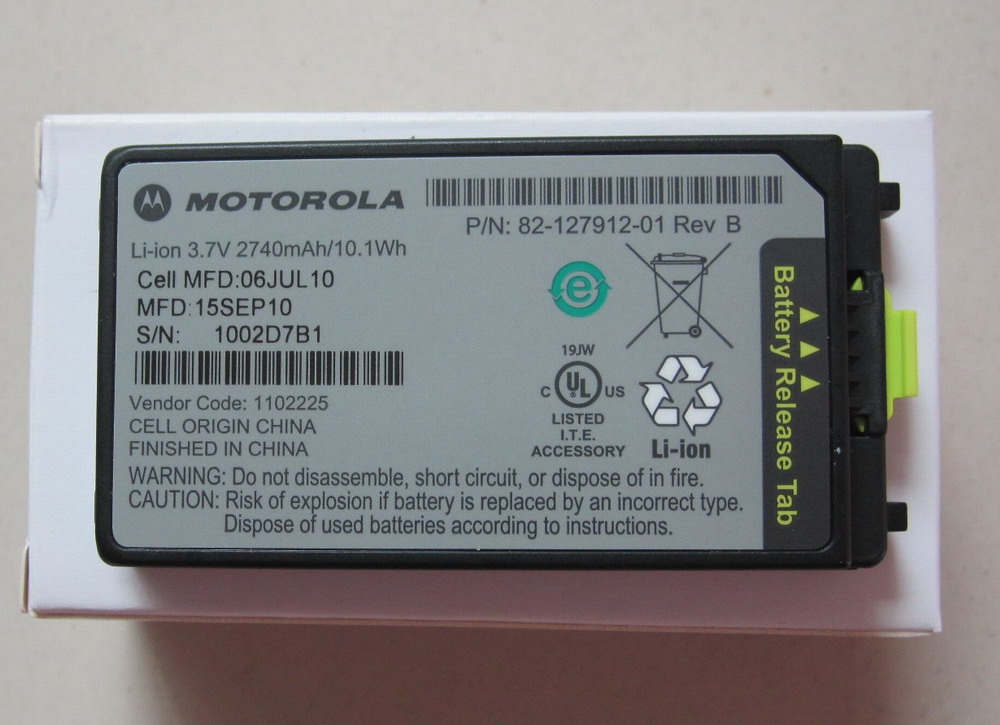 MOTOROLA
P/N: 82-127912-01 Rev B
Li-ion 3.7V 2740mAh/10.1Wh
Cell MFD:06JUL10
MFD:15SEP10
S/N: 1002D7B1
Vendor Code: 1102225
CELL ORIGIN CHINA
FINISHED IN CHINA
e
19JW
C UL US
LISTED
I.T.E.
ACCESSORY
Li-ion
WARNING: Do not disassemble, short circuit, or dispose of in fire.
CAUTION: Risk of explosion if battery is replaced by an incorrect type.
Dispose of used batteries according to instructions.
Battery Release Tab